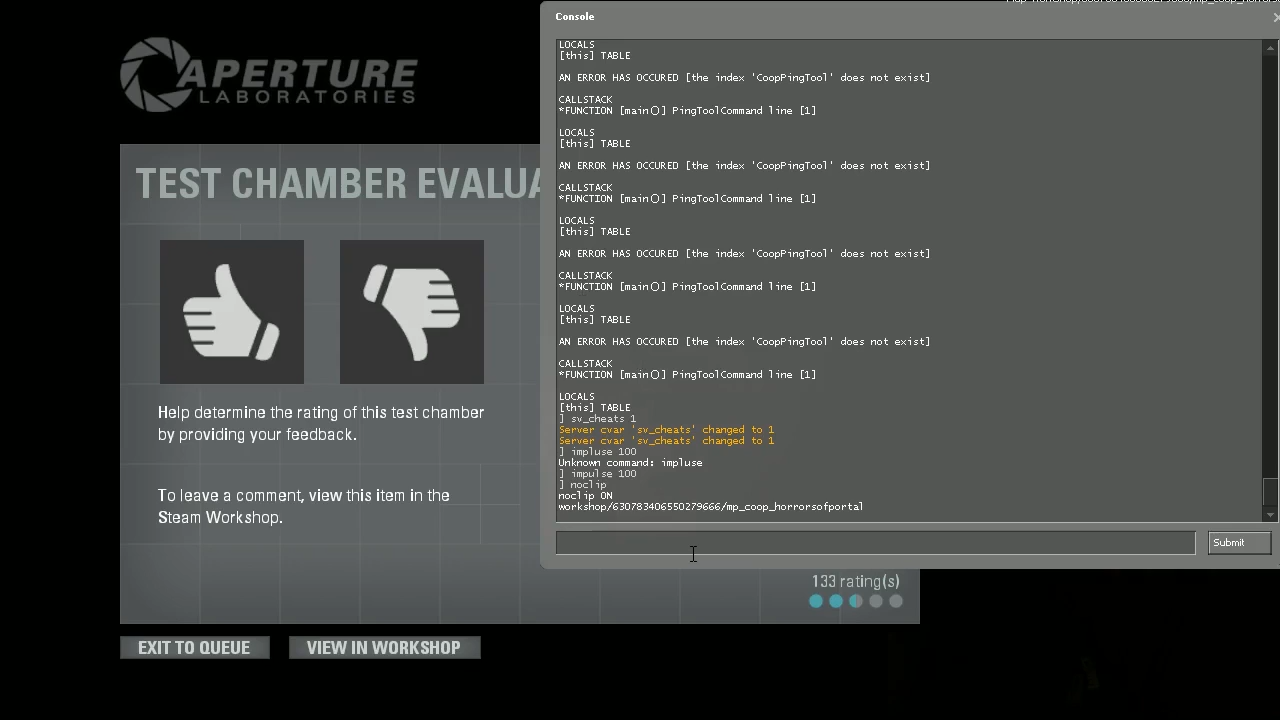 APERTURE
LABORATORIES
TEST CHAMBER EVALUA
Help determine the rating of this test chamber
by providing your feedback.
To leave a comment, view this item in the
Steam Workshop.
133 rating(s)
EXIT TO QUEUE
VIEW IN WORKSHOP
Console
LOCALS
[this] TABLE
AN ERROR HAS OCCURED [the index 'CoopPingTool' does not exist]
CALLSTACK
*FUNCTION [main()] PingToolCommand line [1]
LOCALS
[this] TABLE
AN ERROR HAS OCCURED [the index 'CoopPingTool' does not exist]
CALLSTACK
*FUNCTION [main()] PingToolCommand line [1]
LOCALS
[this] TABLE
AN ERROR HAS OCCURED [the index 'CoopPingTool' does not exist]
CALLSTACK
*FUNCTION [main()] PingToolCommand line [1]
LOCALS
[this] TABLE
AN ERROR HAS OCCURED [the index 'CoopPingTool' does not exist]
CALLSTACK
*FUNCTION [main()] PingToolCommand line [1]
LOCALS
[this] TABLE
] sv_cheats 1
Server cvar 'sv_cheats' changed to 1
Server cvar 'sv_cheats' changed to 1
] impluse 100
Unknown command: impluse
] impulse 100
] noclip
noclip ON
workshop/630783406550279666/mp_coop_horrorsofportal
Submit